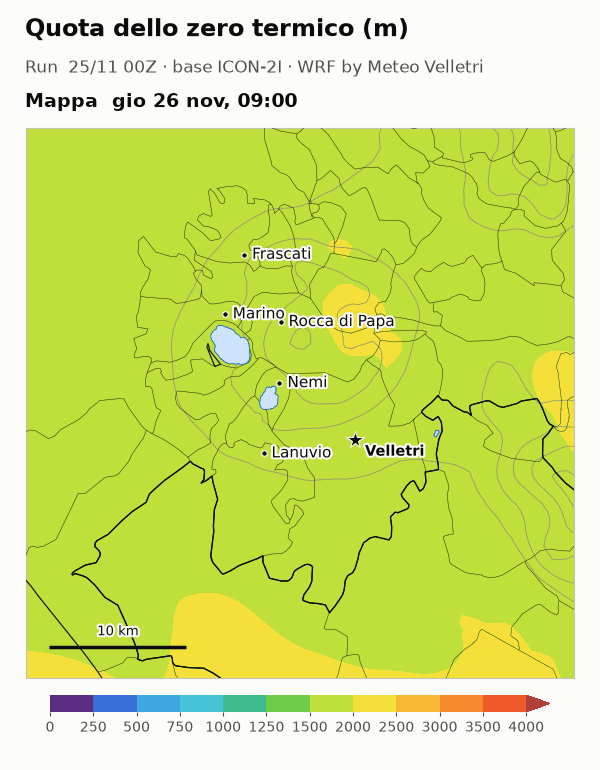 Quota dello zero termico (m)
Run 25/11 00Z · base ICON-2I · WRF by Meteo Velletri
Mappa gio 26 nov, 09:00
Frascati
Marino
Rocca di Papa
Nemi
Velletri
Lanuvio
10 km
0 250 500 750 1000 1250 1500 2000 2500 3000 3500 4000